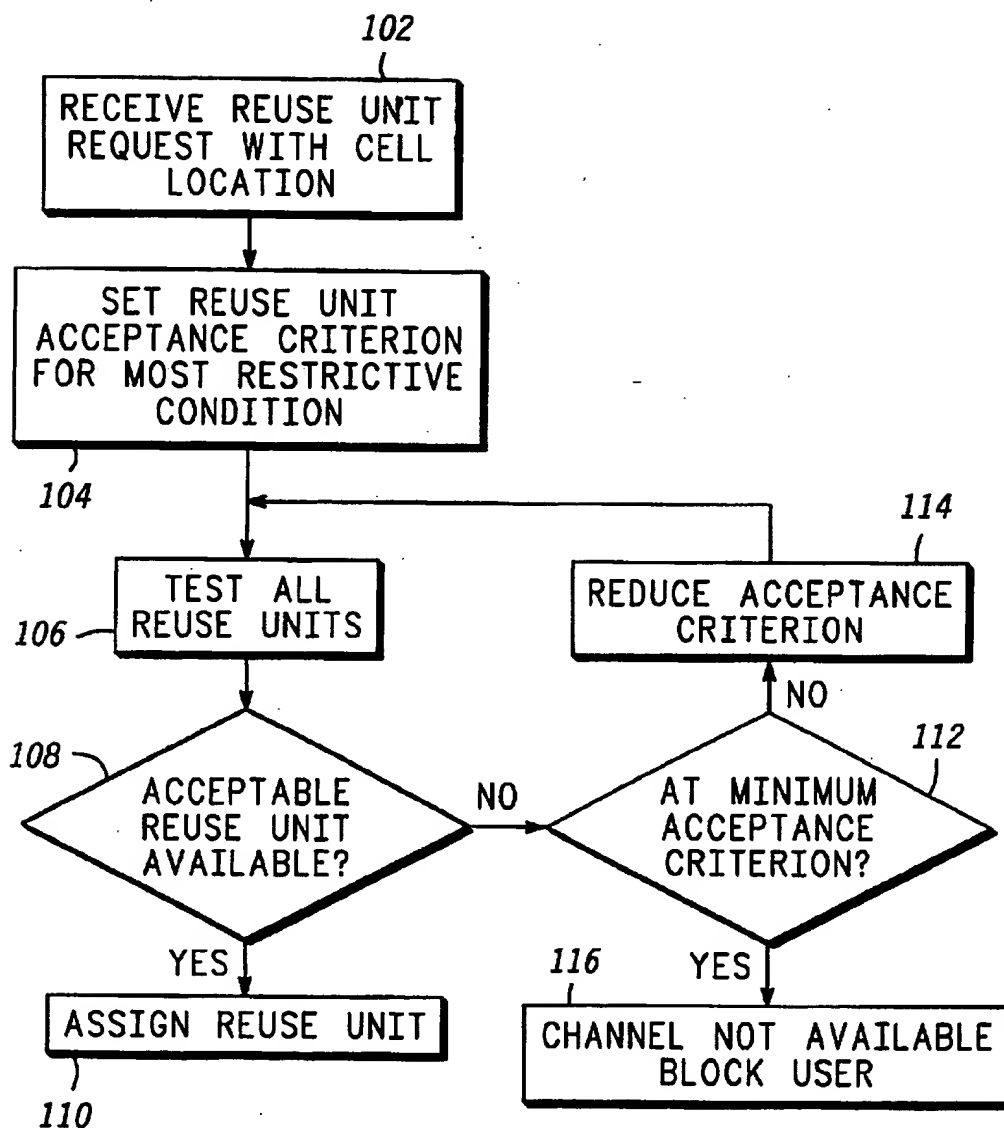 102
RECEIVE REUSE UNIT
REQUEST WITH CELL
LOCATION
SET REUSE UNIT
ACCEPTANCE CRITERION
FOR MOST RESTRICTIVE
CONDITION
104
114
TEST ALL
REUSE UNITS
106
REDUCE ACCEPTANCE
CRITERION
NO
108
ACCEPTABLE
REUSE UNIT
AVAILABLE?
NO
112
AT MINIMUM
ACCEPTANCE
CRITERION?
YES
116
YES
ASSIGN REUSE UNIT
110
CHANNEL NOT AVAILABLE
BLOCK USER